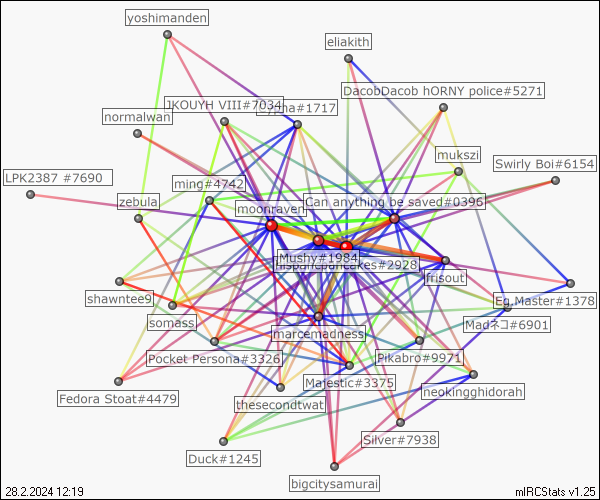 yoshimanden
eliakith
DacobDacob hORNY police#5271
JKOUYH VIII#7034
#1717
normalwan
mukszi
Swirly Boi#6154
LPK2387 #7690
ming#4742
zebula
moonraven
Can anything be saved#0396
Mushy#1984
#2928
frisout
shawntee9
Eg.Master#1378
somass
marcemadness
Madネコ#6901
Pocket Persona#3326
Pikabro#9971
Majestic#3375
neokingghidorah
Fedora Stoat#4479
thesecondtwat
Silver#7938
Duck#1245
bigcitysamurai
28.2.2024 12:19
mIRCStats v1.25